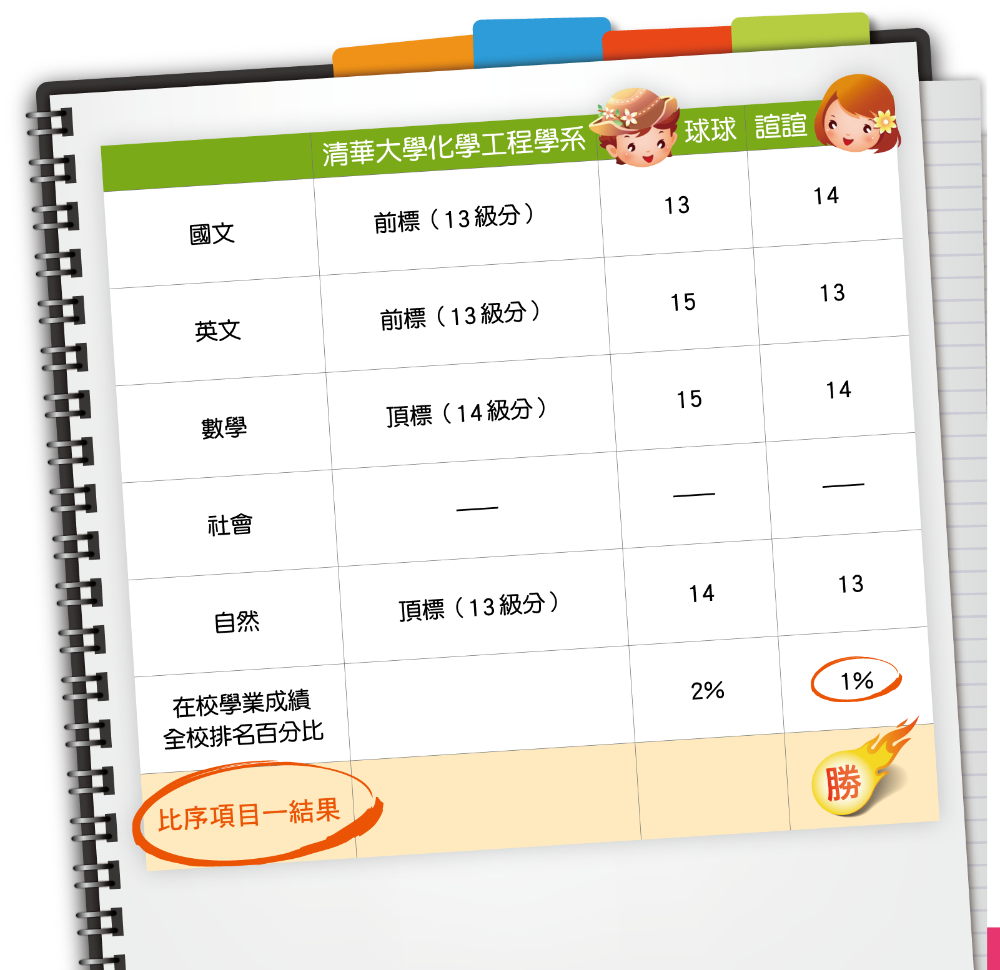 清華大學化學工程學系 球球 諠諠
國文 前標（13級分） 13 14
英文 前標（13級分） 15 13
數學 頂標（14級分） 15 14
社會 — — —
自然 頂標（13級分） 14 13
在校學業成績
全校排名百分比 2% 1%
比序項目一結果 勝